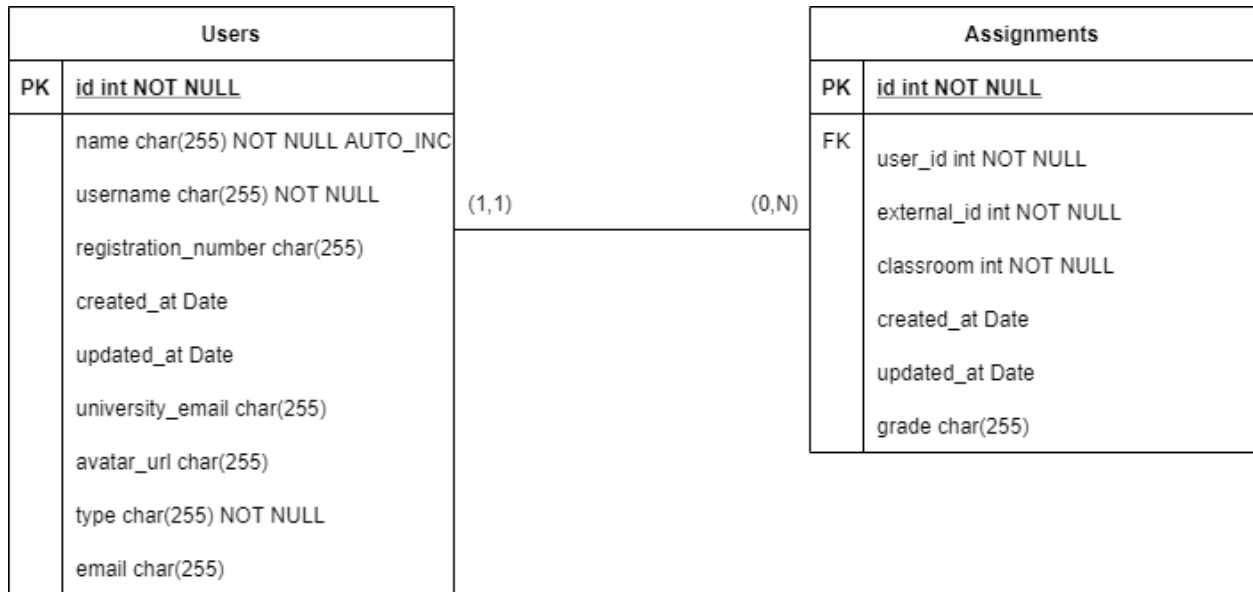 Users
PK id int NOT NULL
name char(255) NOT NULL AUTO_INC
username char(255) NOT NULL
registration_number char(255)
created_at Date
updated_at Date
university_email char(255)
avatar_url char(255)
type char(255) NOT NULL
email char(255)
(1,1)
(0,N)
Assignments
PK id int NOT NULL
FK
user_id int NOT NULL
external_id int NOT NULL
classroom int NOT NULL
created_at Date
updated_at Date
grade char(255)